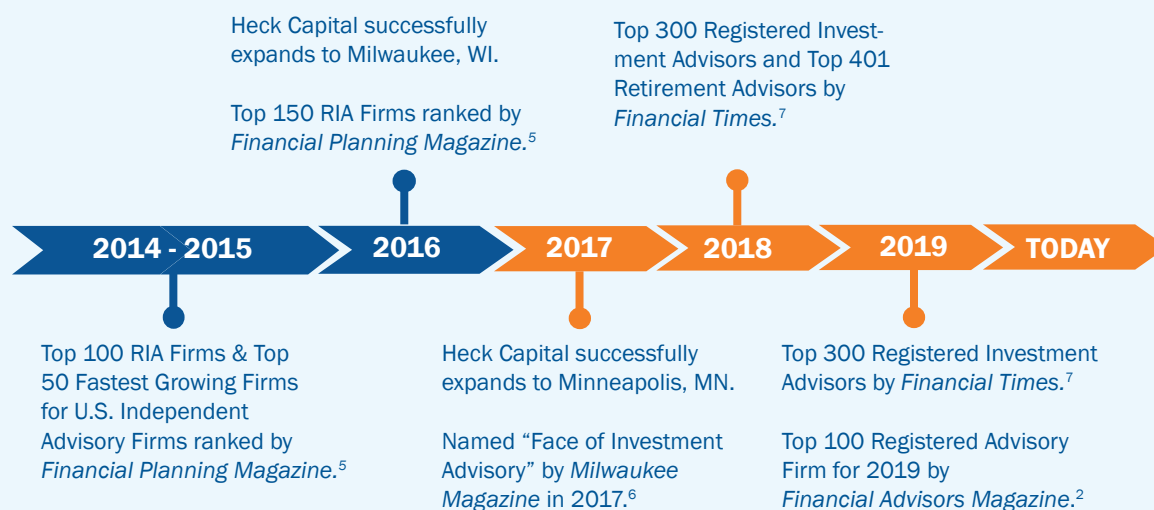 Heck Capital successfully
expands to Milwaukee, WI.
Top 150 RIA Firms ranked by
Financial Planning Magazine.5
Top 300 Registered Invest-
ment Advisors and Top 401
Retirement Advisors by
Financial Times.7
2014 - 2015
2016
2017
2018
2019
TODAY
Top 100 RIA Firms & Top
50 Fastest Growing Firms
for U.S. Independent
Advisory Firms ranked by
Financial Planning Magazine.5
Heck Capital successfully
expands to Minneapolis, MN.
Named “Face of Investment
Advisory” by Milwaukee
Magazine in 2017.6
Top 300 Registered Investment
Advisors by Financial Times.7
Top 100 Registered Advisory
Firm for 2019 by
Financial Advisors Magazine.2